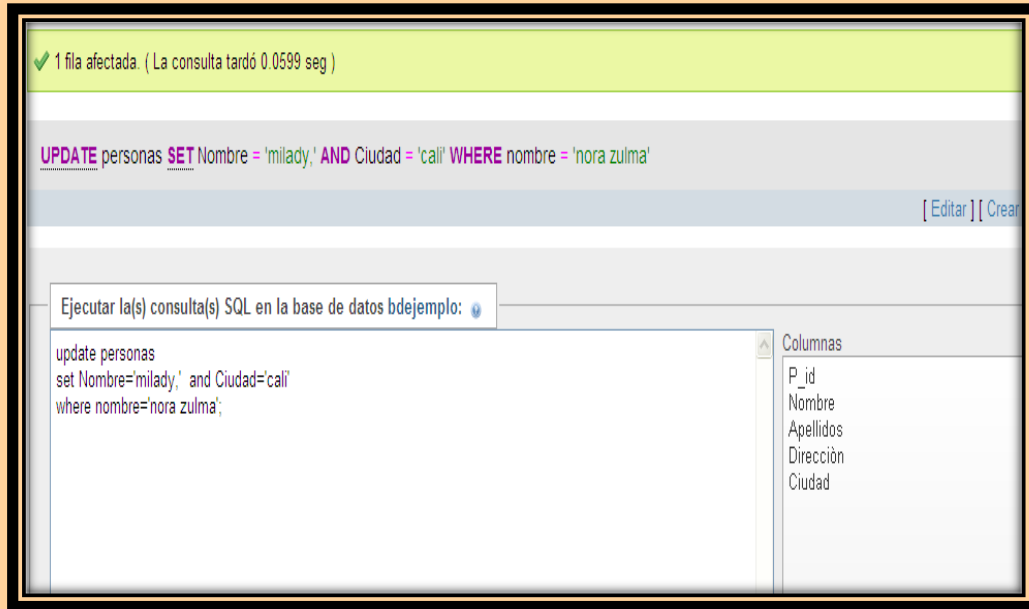 1 fila afectada. ( La consulta tardó 0.0599 seg )
UPDATE personas SET Nombre = 'milady,' AND Ciudad = 'cali' WHERE nombre = 'nora zulma'
[ Editar ] [ Crear
Ejecutar la(s) consulta(s) SQL en la base de datos bdejemplo:
update personas
set Nombre='milady,'  and Ciudad='cali'
where nombre='nora zulma';
Columnas
P_id
Nombre
Apellidos
Direcciòn
Ciudad